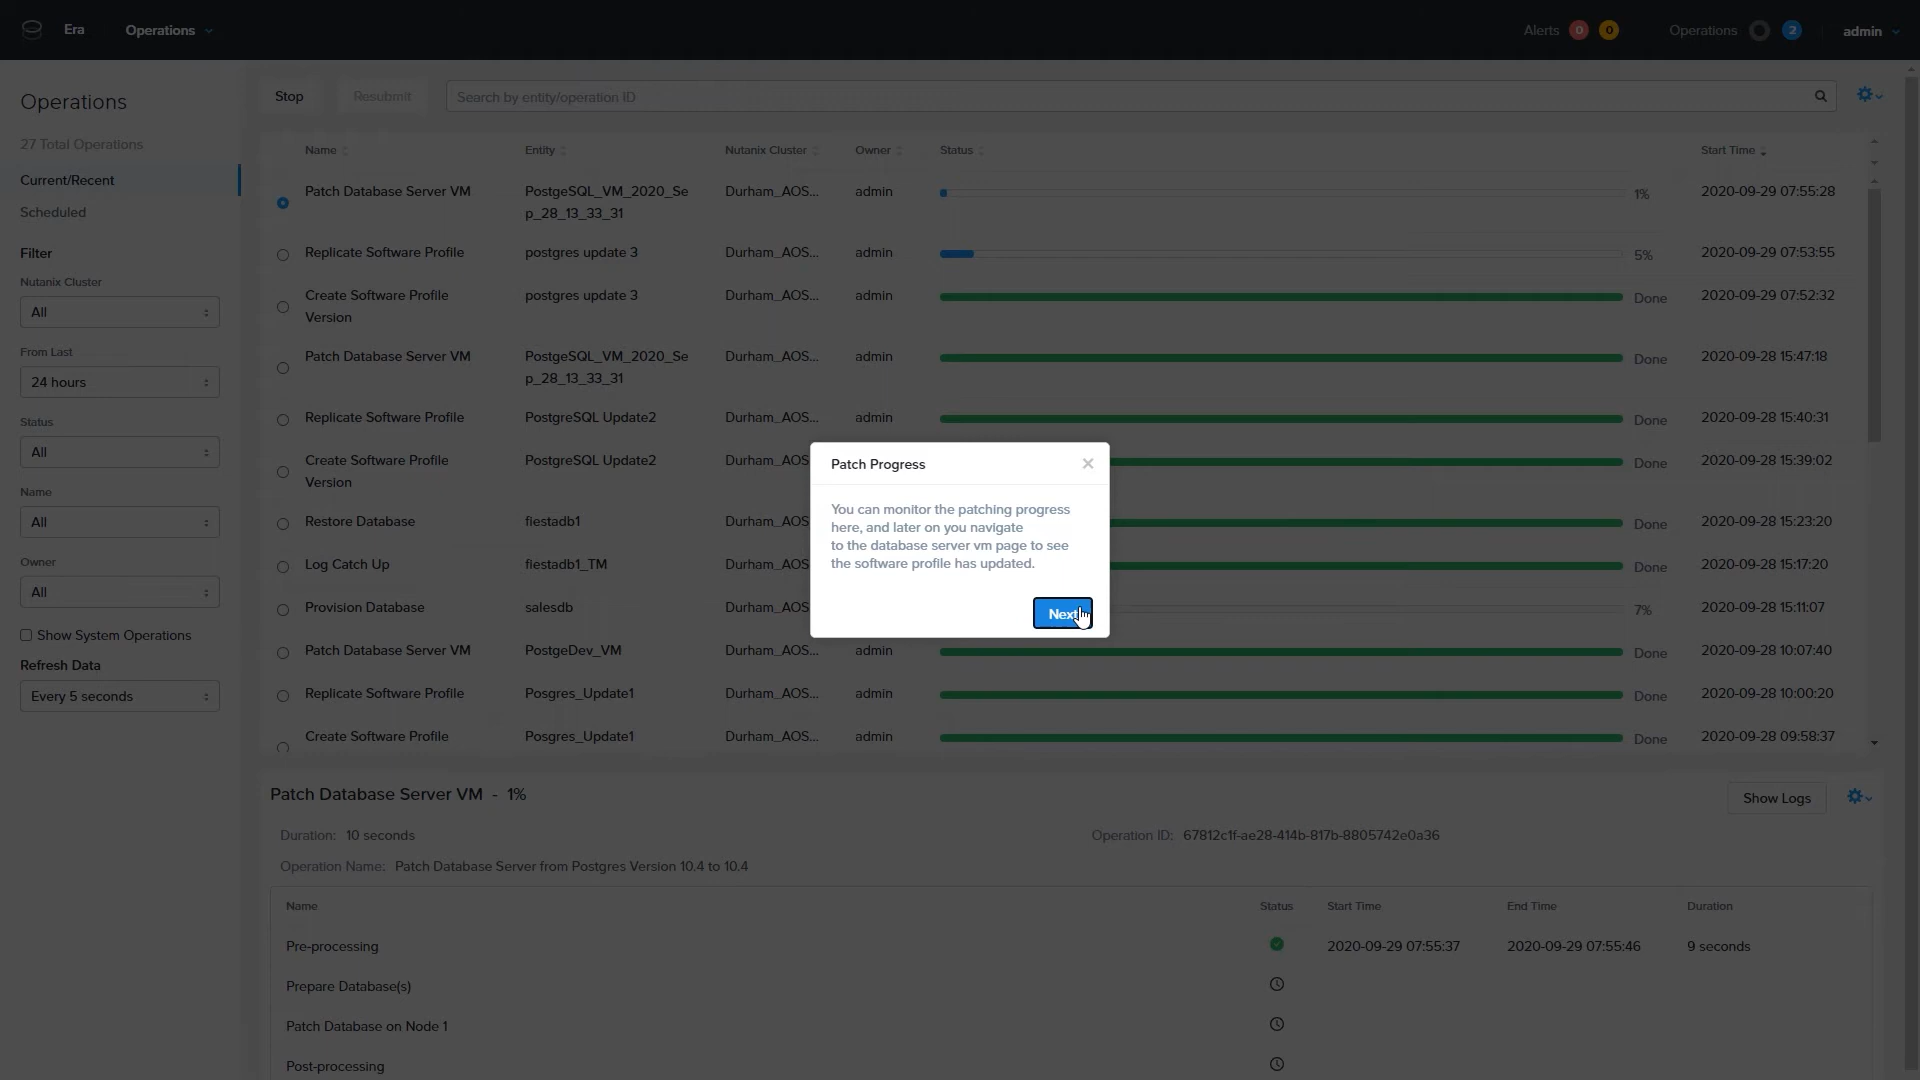 Era
Operations
Alerts 0 0
Operations 2
admin
Operations
27 Total Operations
Current/Recent
Scheduled
Filter
Nutanix Cluster
All
From Last
24 hours
Status
All
Name
All
Owner
All
Show System Operations
Refresh Data
Every 5 seconds
Stop
Resubmit
Search by entity/operation ID
Name Entity Nutanix Cluster Owner Status Start Time
Patch Database Server VM PostgeSQL_VM_2020_Se Durham_AOS... admin 1% 2020-09-29 07:55:28
p_28_13_33_31
Replicate Software Profile postgres update 3 Durham_AOS... admin 5% 2020-09-29 07:53:55
Create Software Profile postgres update 3 Durham_AOS... admin Done 2020-09-29 07:52:32
Version
Patch Database Server VM PostgeSQL_VM_2020_Se Durham_AOS... admin Done 2020-09-28 15:47:18
p_28_13_33_31
Replicate Software Profile PostgreSQL Update2 Durham_AOS... admin Done 2020-09-28 15:40:31
Create Software Profile PostgreSQL Update2 Durham_AOS Done 2020-09-28 15:39:02
Version
Restore Database fiestadb1 Durham_AOS Done 2020-09-28 15:23:20
Log Catch Up fiestadb1_TM Durham_AOS Done 2020-09-28 15:17:20
Provision Database salesdb Durham_AOS 7% 2020-09-28 15:11:07
Patch Database Server VM PostgeDev_VM Durham_AOS... admin Done 2020-09-28 10:07:40
Replicate Software Profile Posgres_Update1 Durham_AOS... admin Done 2020-09-28 10:00:20
Create Software Profile Posgres_Update1 Durham_AOS... admin Done 2020-09-28 09:58:37
Patch Progress
You can monitor the patching progress
here, and later on you navigate
to the database server vm page to see
the software profile has updated.
Next
Patch Database Server VM - 1%
Show Logs
Duration: 10 seconds
Operation ID: 67812c1f-ae28-414b-817b-8805742e0a36
Operation Name: Patch Database Server from Postgres Version 10.4 to 10.4
Name Status Start Time End Time Duration
Pre-processing 2020-09-29 07:55:37 2020-09-29 07:55:46 9 seconds
Prepare Database(s)
Patch Database on Node 1
Post-processing